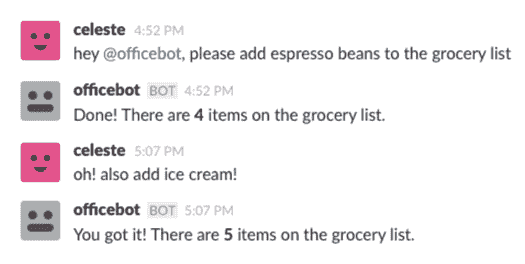 celeste 4:52 PM
hey @officebot, please add espresso beans to the grocery list
officebot BOT 4:52 PM
Done! There are 4 items on the grocery list.
celeste 5:07 PM
oh! also add ice cream!
officebot BOT 5:07 PM
You got it! There are 5 items on the grocery list.